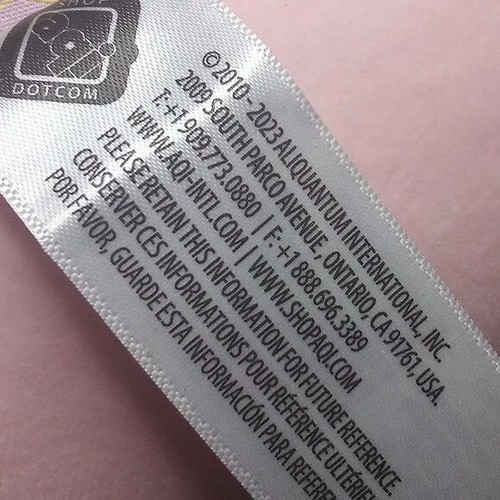 SHOP
DOTCOM
© 2010 - 2023 ALIQUANTUM INTERNATIONAL, INC.
2009 SOUTH PARCO AVENUE, ONTARIO, CA 91761, USA.
T: +1 909.773.0880 | F: +1 888.696.3389
WWW.AQI-INTL.COM | WWW.SHOPAQI.COM
PLEASE RETAIN THIS INFORMATION FOR FUTURE REFERENCE.
CONSERVER CES INFORMATIONS POUR RÉFÉRENCE ULTÉRIE
POR FAVOR, GUARDE ESTA INFORMACIÓN PARA REFERE